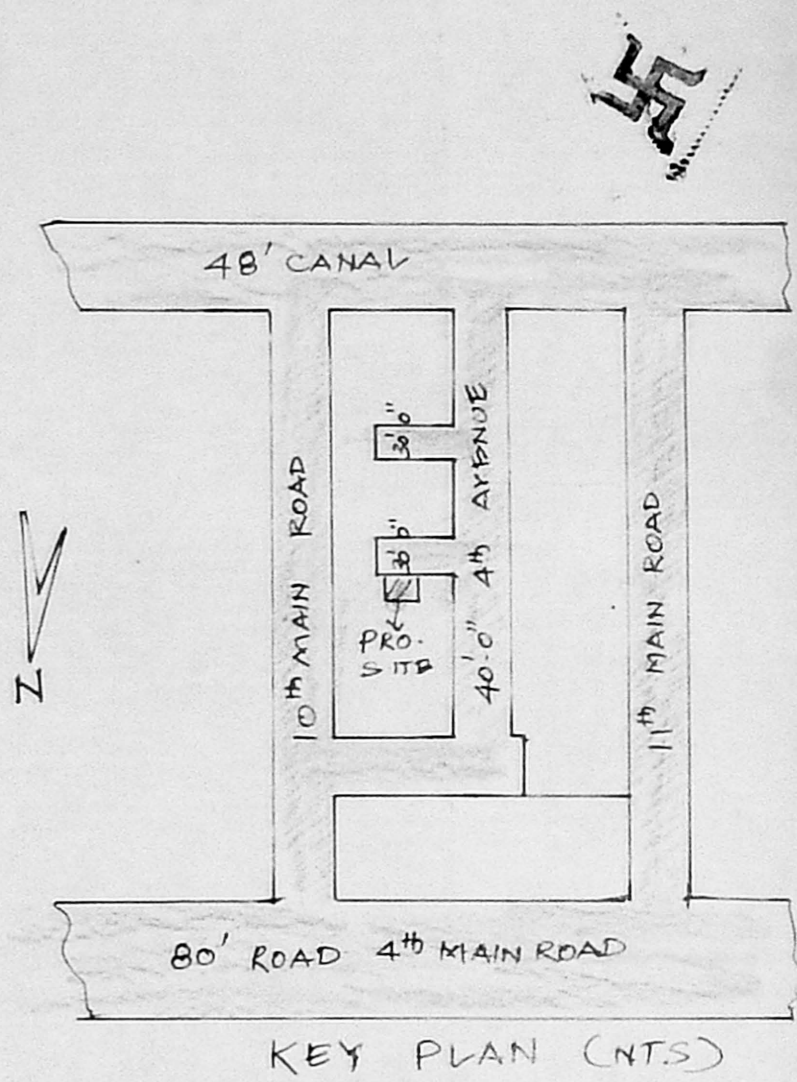 48' CANAL
30'0"
30'0"
10th MAIN ROAD
40'.0" 4th AVENUE
11th MAIN ROAD
PRO.
SITE
N
80' ROAD 4th MAIN ROAD
KEY PLAN (NTS)